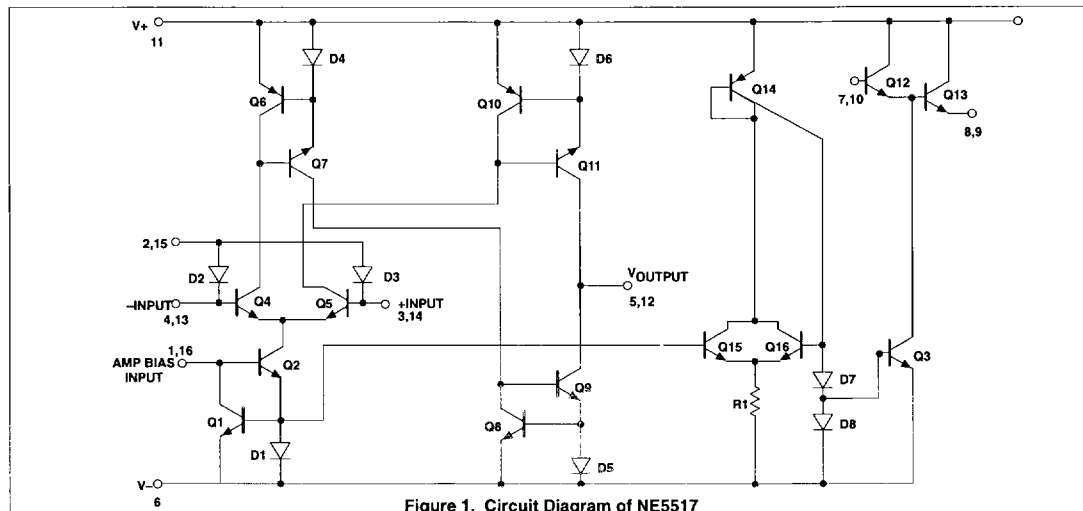 V+
11
D4
D6
Q6
Q10
Q14
Q12
Q13
7,10
8,9
Q7
Q11
2,15
D2
D3
VOUTPUT
5,12
–INPUT
4,13
Q4
Q5
+INPUT
3,14
1,16
AMP BIAS
INPUT
Q2
Q15
Q16
Q3
D7
Q9
R1
Q1
Q8
D8
D1
D5
V–
6
Figure 1. Circuit Diagram of NE5517